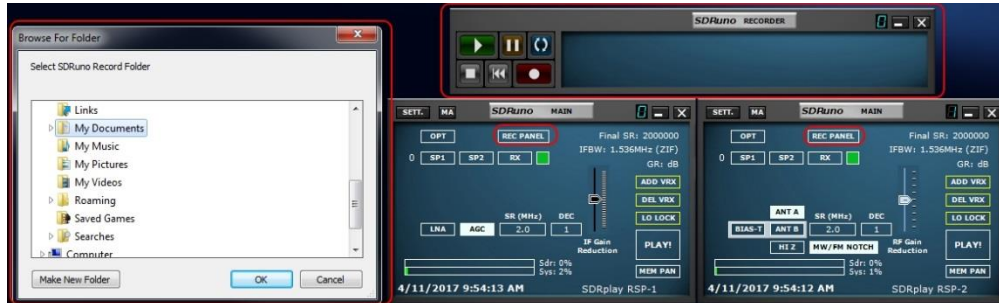 Browse For Folder
Select SDRuno Record Folder
Links
My Documents
My Music
My Pictures
My Videos
Roaming
Saved Games
Searches
Computer
Make New Folder OK Cancel
SDRuno RECORDER 0
SETT. MA SDRuno MAIN 0
OPT REC PANEL Final SR: 2000000
IFBW: 1.536MHz (ZIF)
0 SP1 SP2 RX GR: dB
ADD VRX
DEL VRX
SR (MHz) DEC LO LOCK
LNA AGC 2.0 1
IF Gain Reduction PLAY!
Sdr: 0%
Sys: 2% MEM PAN
4/11/2017 9:54:13 AM SDRplay RSP-1
SETT. MA SDRuno MAIN 1
OPT REC PANEL Final SR: 2000000
IFBW: 1.536MHz (ZIF)
0 SP1 SP2 RX GR: dB
ADD VRX
DEL VRX
ANT A SR (MHz) DEC LO LOCK
BIAS-T ANT B 2.0 1
HI Z MW/FM NOTCH RF Gain Reduction PLAY!
Sdr: 0%
Sys: 1% MEM PAN
4/11/2017 9:54:12 AM SDRplay RSP-2